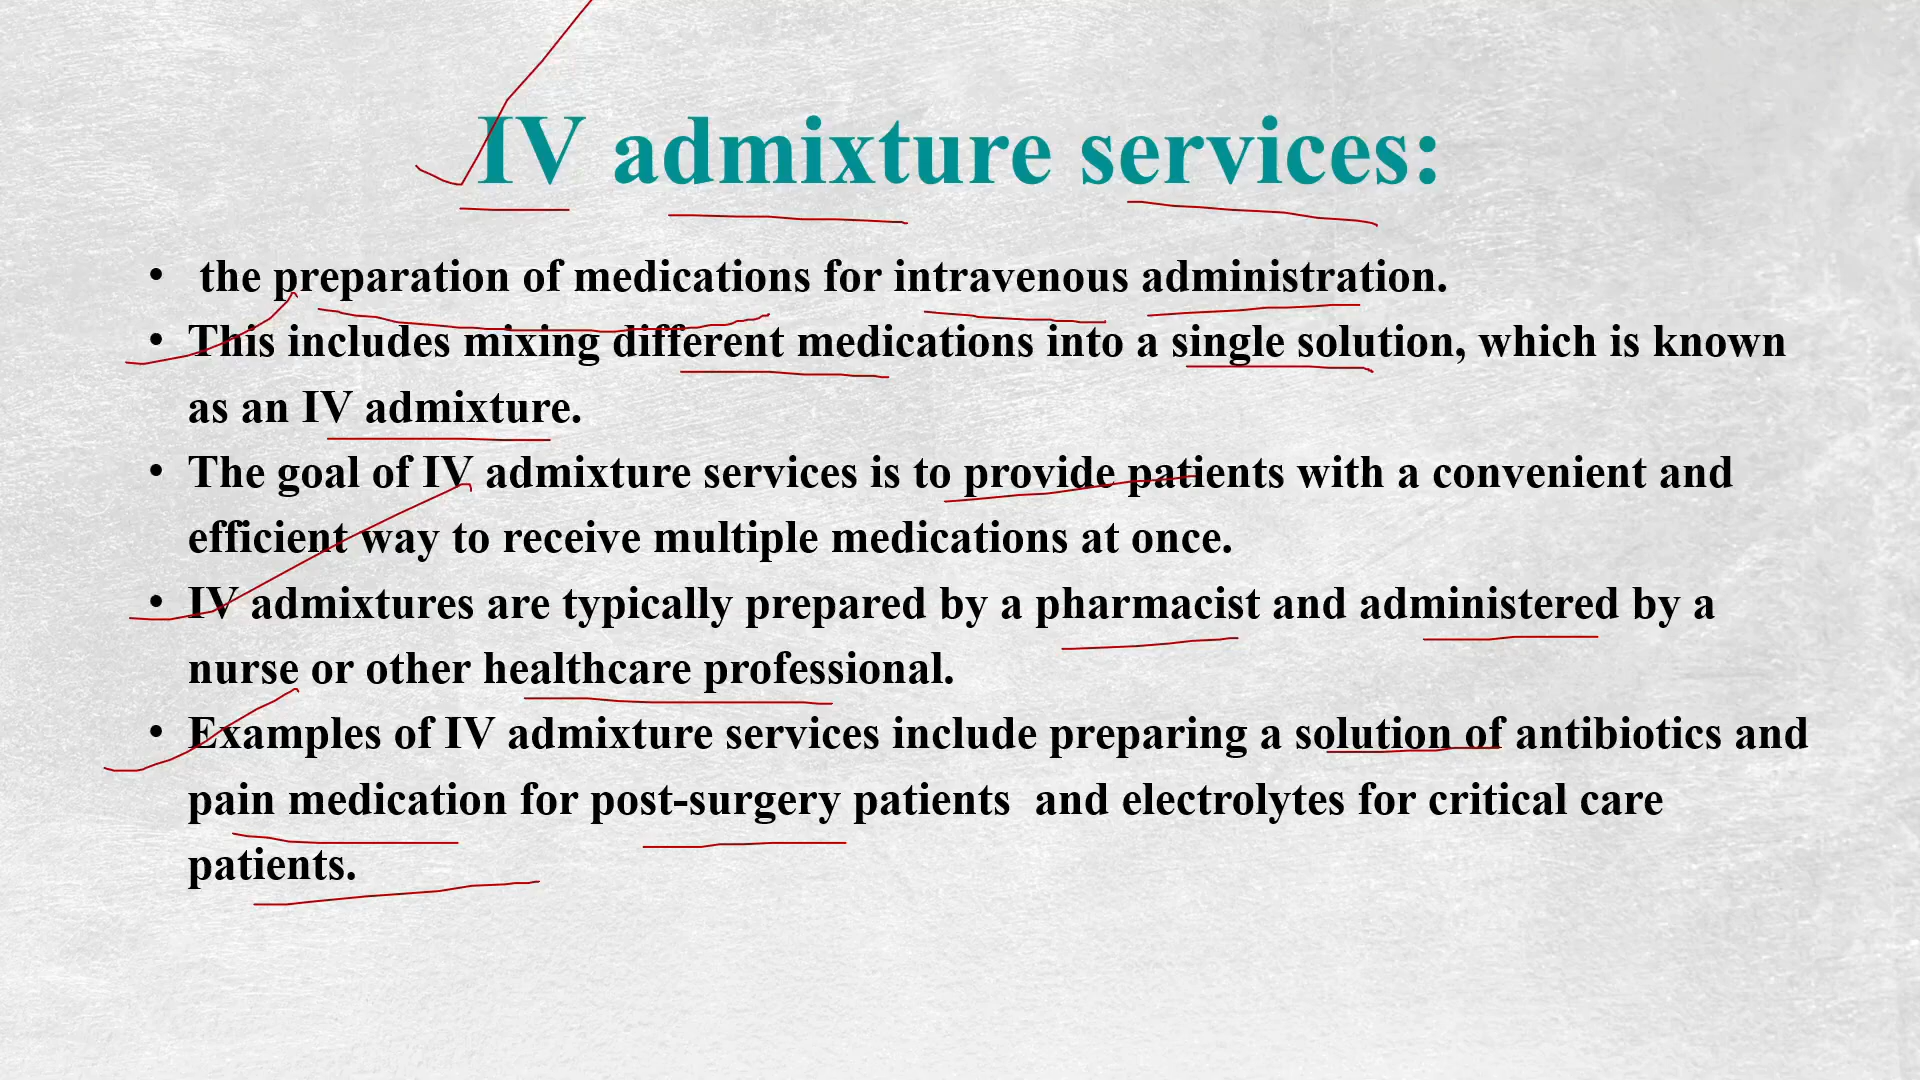 IV admixture services:
• the preparation of medications for intravenous administration.
• This includes mixing different medications into a single solution, which is known
as an IV admixture.
• The goal of IV admixture services is to provide patients with a convenient and
efficient way to receive multiple medications at once.
• IV admixtures are typically prepared by a pharmacist and administered by a
nurse or other healthcare professional.
• Examples of IV admixture services include preparing a solution of antibiotics and
pain medication for post-surgery patients  and electrolytes for critical care
patients.